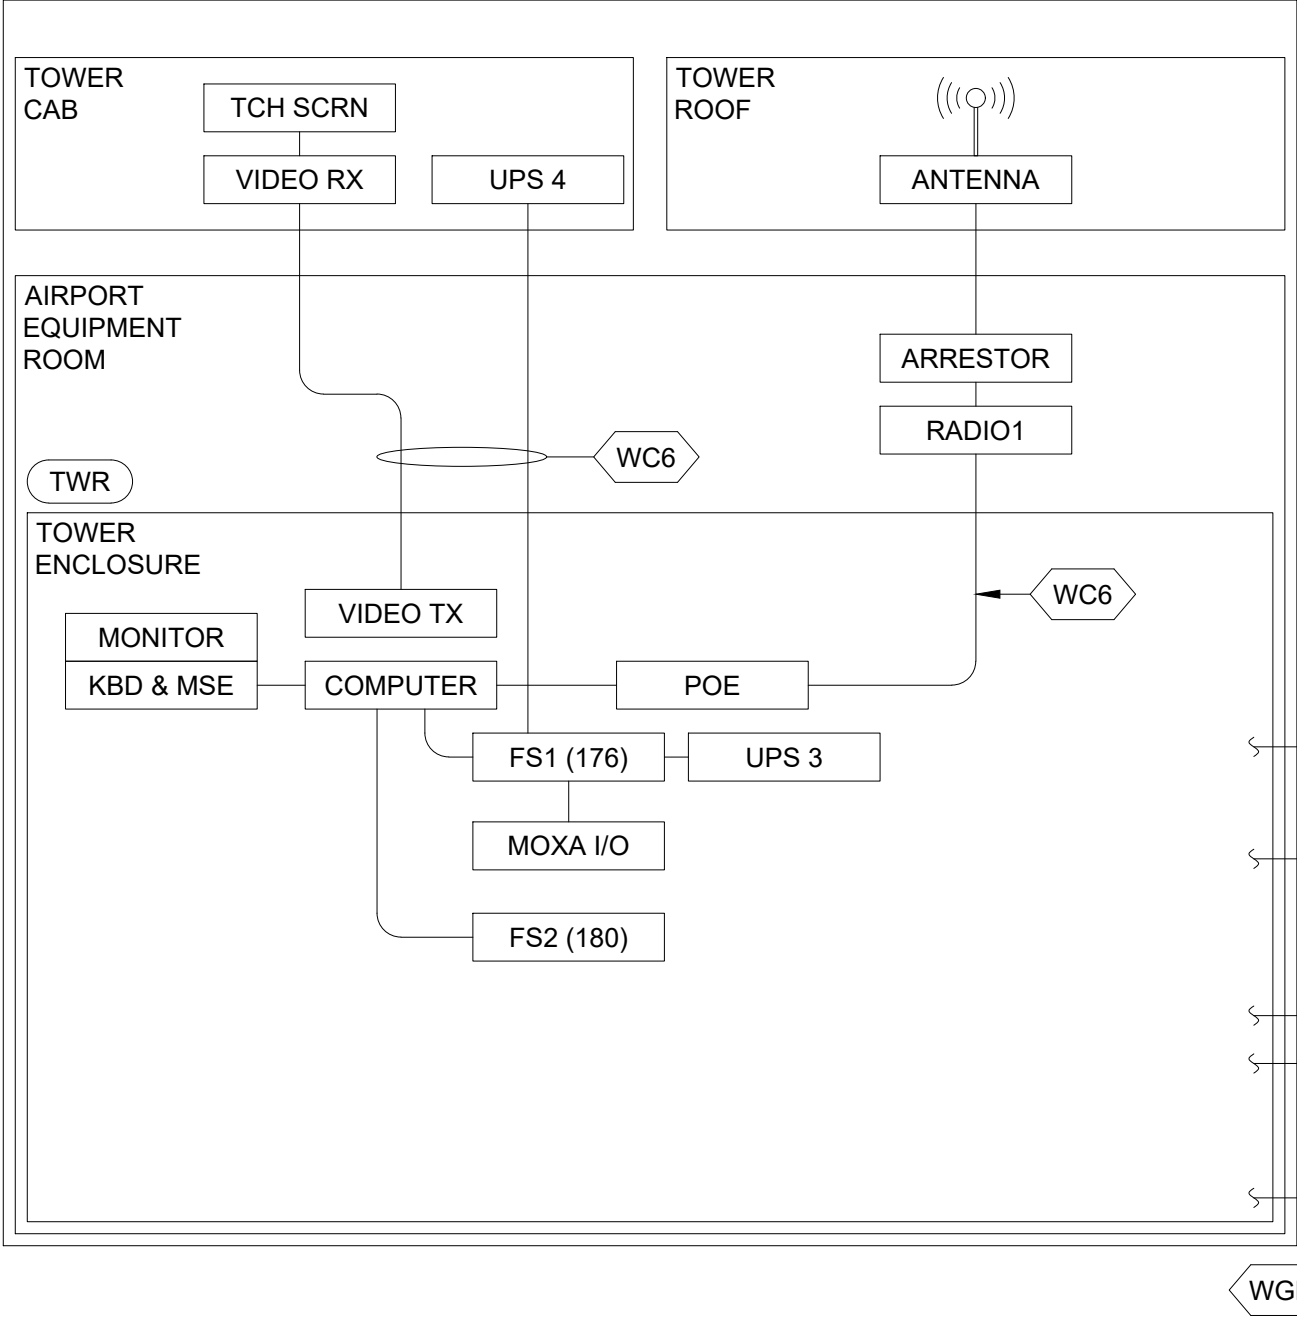 TOWER
CAB
TCH SCRN
VIDEO RX
UPS 4
TOWER
ROOF
ANTENNA
AIRPORT
EQUIPMENT
ROOM
ARRESTOR
RADIO1
WC6
TWR
TOWER
ENCLOSURE
WC6
VIDEO TX
MONITOR
KBD & MSE
COMPUTER
POE
FS1 (176)
UPS 3
MOXA I/O
FS2 (180)